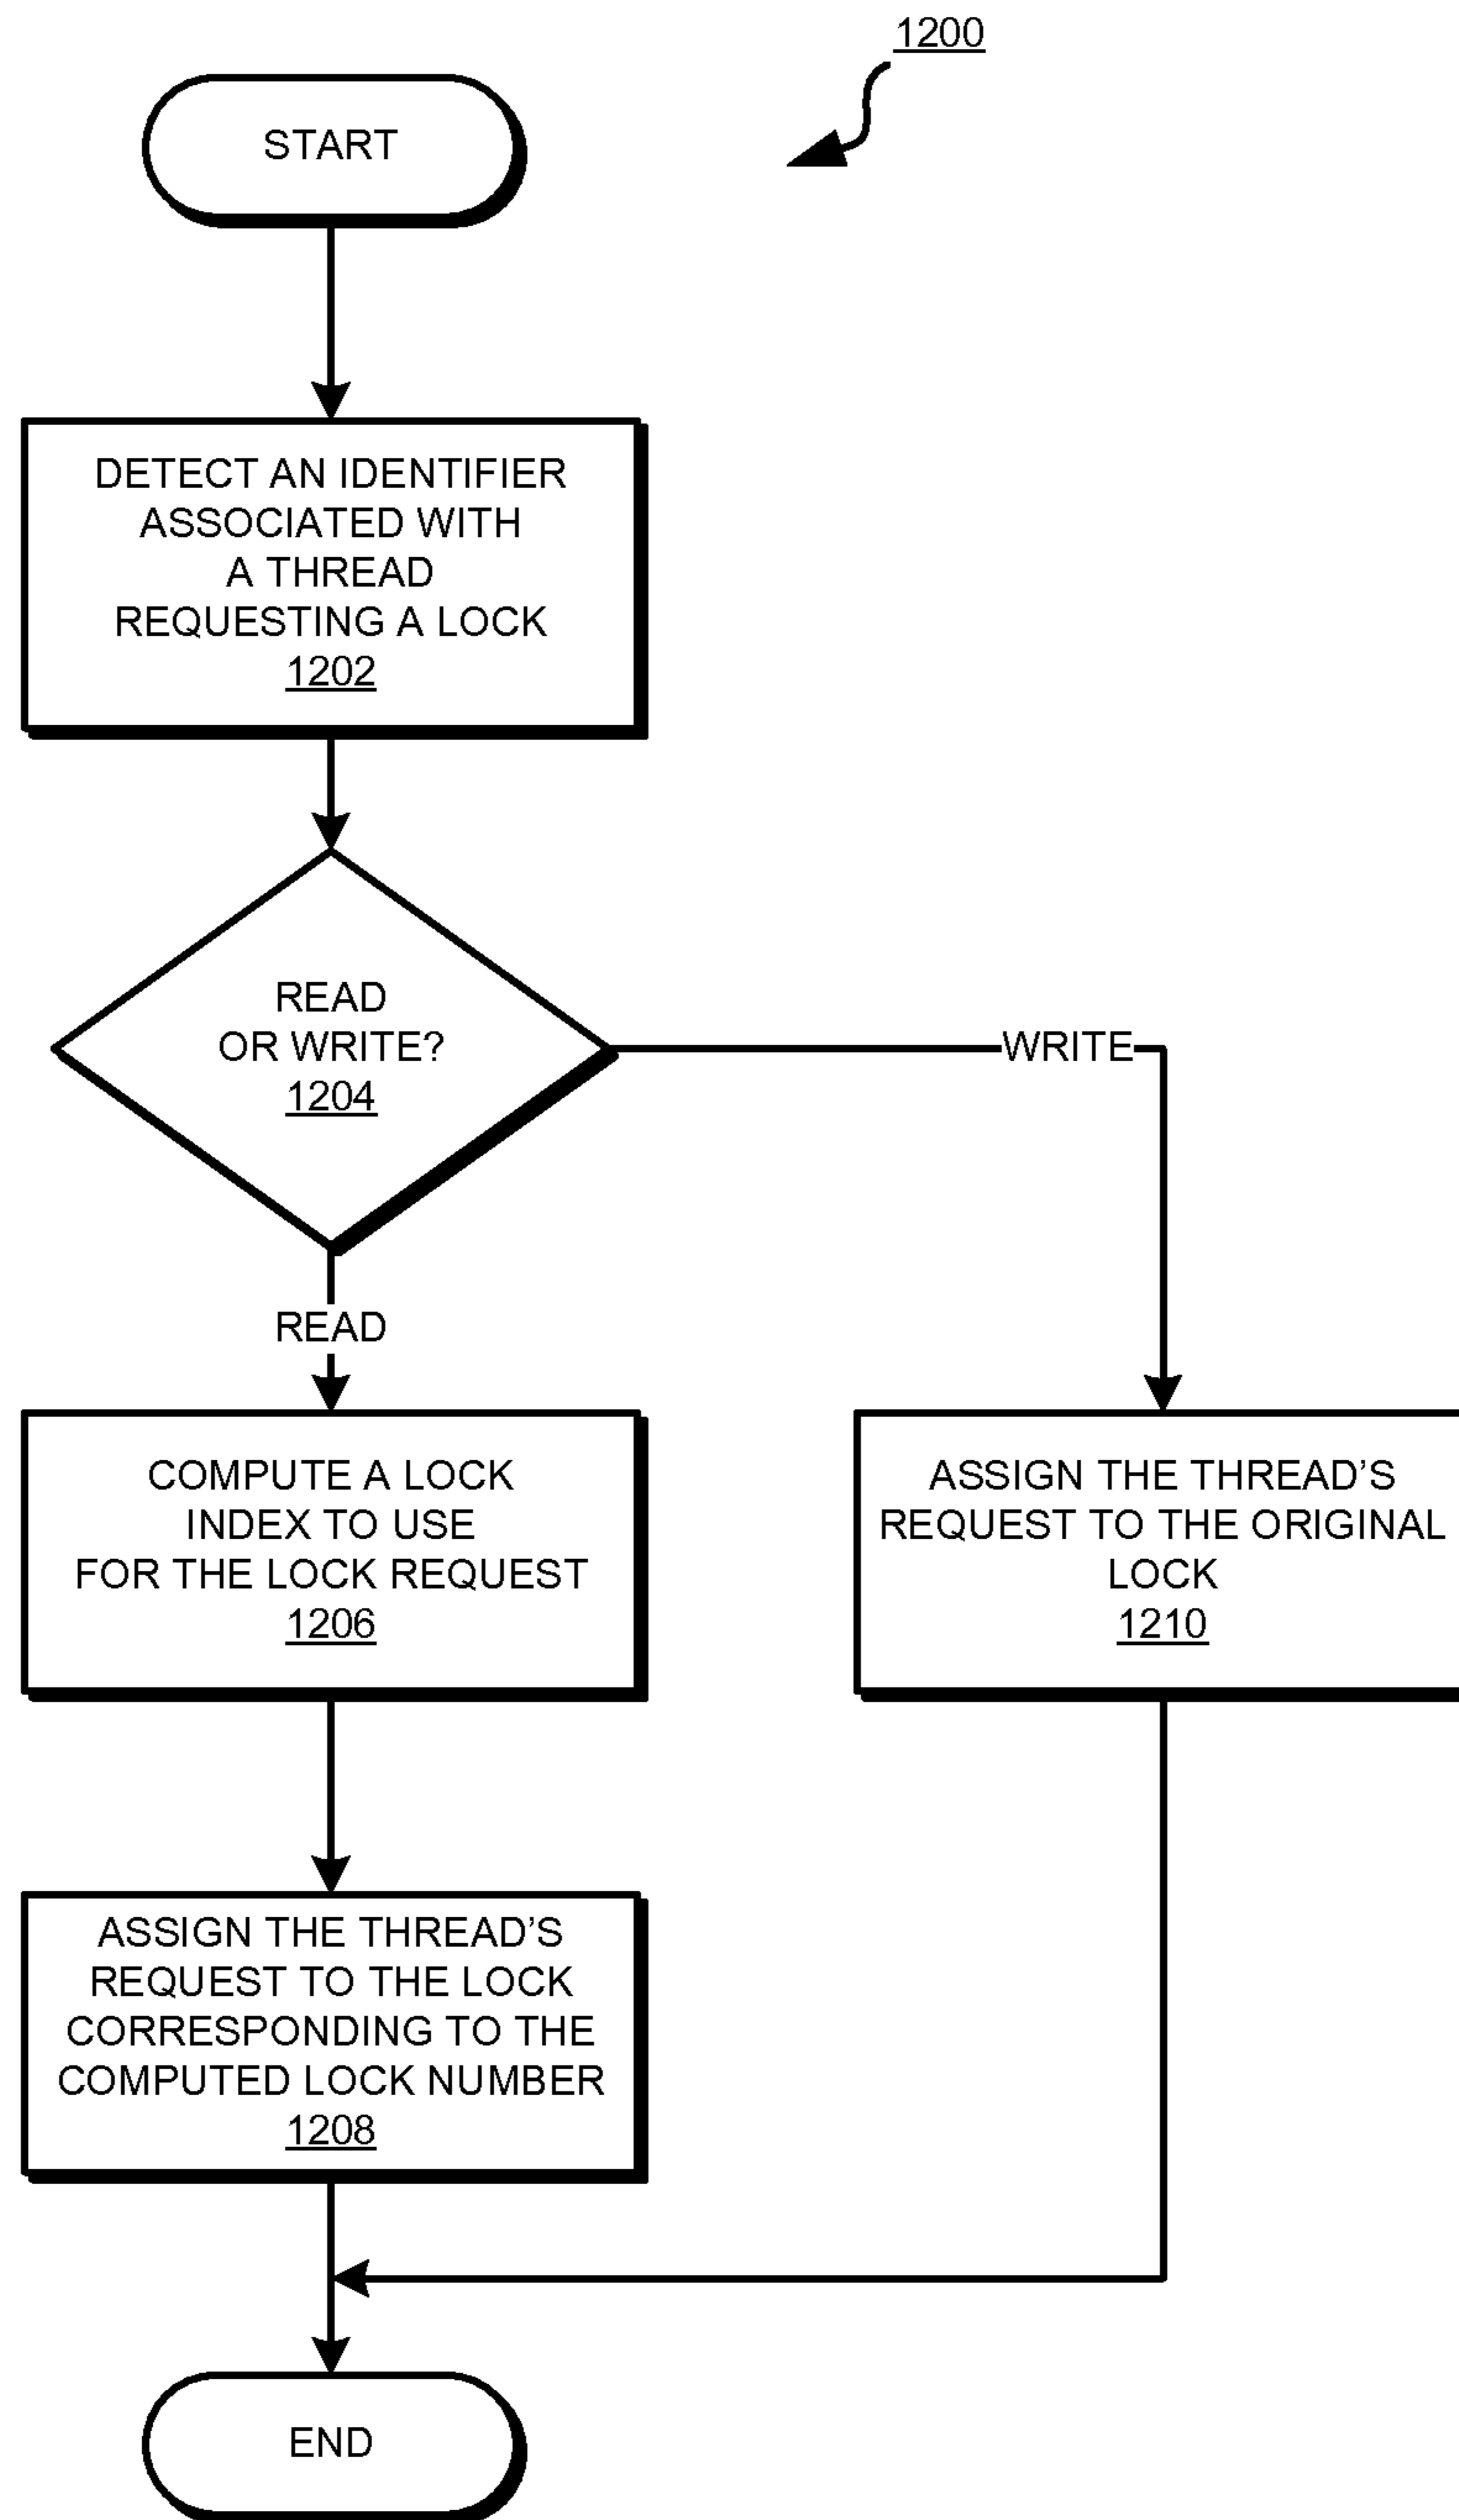 1200
START
DETECT AN IDENTIFIER
ASSOCIATED WITH
A THREAD
REQUESTING A LOCK
1202
READ
OR WRITE?
1204
WRITE
READ
COMPUTE A LOCK
INDEX TO USE
FOR THE LOCK REQUEST
1206
ASSIGN THE THREAD'S
REQUEST TO THE ORIGINAL
LOCK
1210
ASSIGN THE THREAD'S
REQUEST TO THE LOCK
CORRESPONDING TO THE
COMPUTED LOCK NUMBER
1208
END